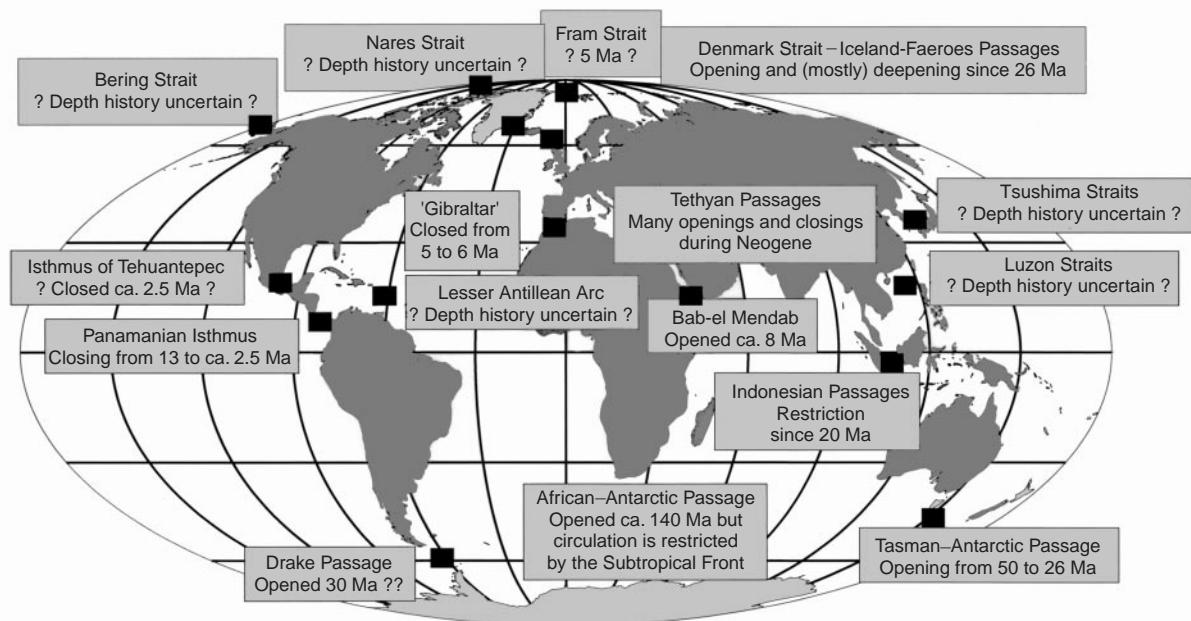 Nares Strait
? Depth history uncertain ?
Fram Strait
? 5 Ma ?
Denmark Strait–Iceland-Faeroes Passages
Opening and (mostly) deepening since 26 Ma
Bering Strait
? Depth history uncertain ?
'Gibraltar'
Closed from
5 to 6 Ma
Tethyan Passages
Many openings and closings
during Neogene
Tsushima Straits
? Depth history uncertain ?
Isthmus of Tehuantepec
? Closed ca. 2.5 Ma ?
Lesser Antillean Arc
? Depth history uncertain ?
Luzon Straits
? Depth history uncertain ?
Panamanian Isthmus
Closing from 13 to ca. 2.5 Ma
Bab-el Mendab
Opened ca. 8 Ma
Indonesian Passages
Restriction
since 20 Ma
African–Antarctic Passage
Opened ca. 140 Ma but
circulation is restricted
by the Subtropical Front
Drake Passage
Opened 30 Ma ??
Tasman–Antarctic Passage
Opening from 50 to 26 Ma